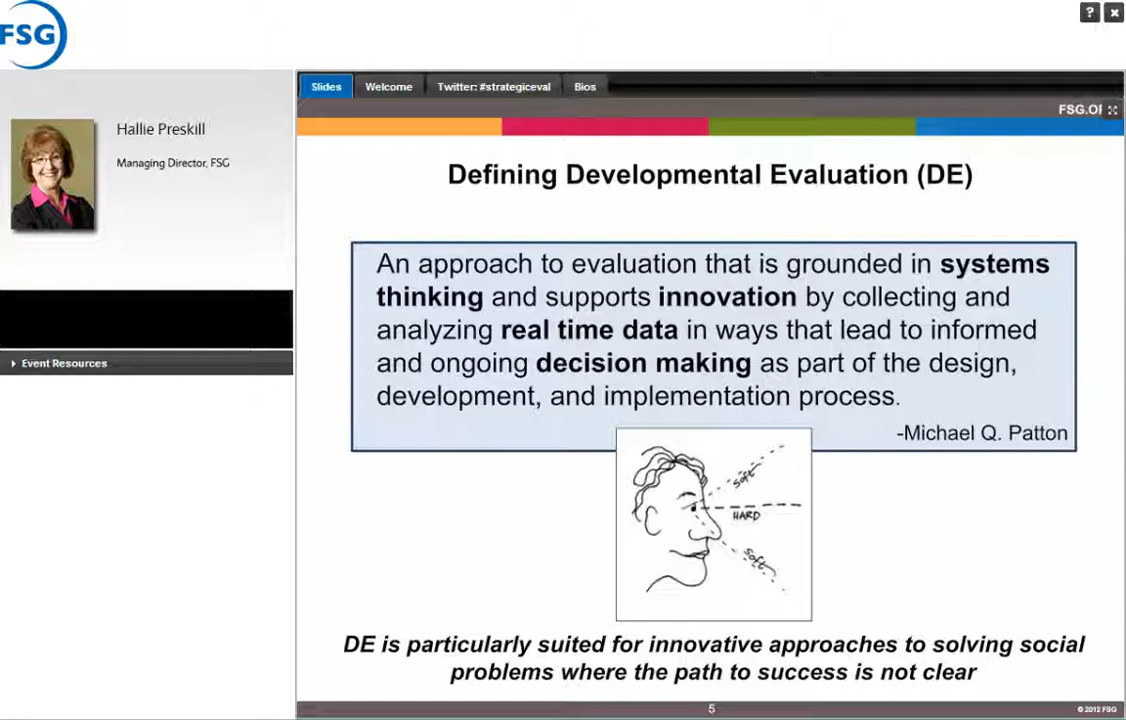 FSG
? ×
Hallie Preskill
Managing Director, FSG
Event Resources
Slides Welcome Twitter: #strategiceval Bios
FSG.OR
Defining Developmental Evaluation (DE)
An approach to evaluation that is grounded in systems
thinking and supports innovation by collecting and
analyzing real time data in ways that lead to informed
and ongoing decision making as part of the design,
development, and implementation process.
-Michael Q. Patton
soft
HARD
soft
DE is particularly suited for innovative approaches to solving social
problems where the path to success is not clear
5
© 2012 FSG